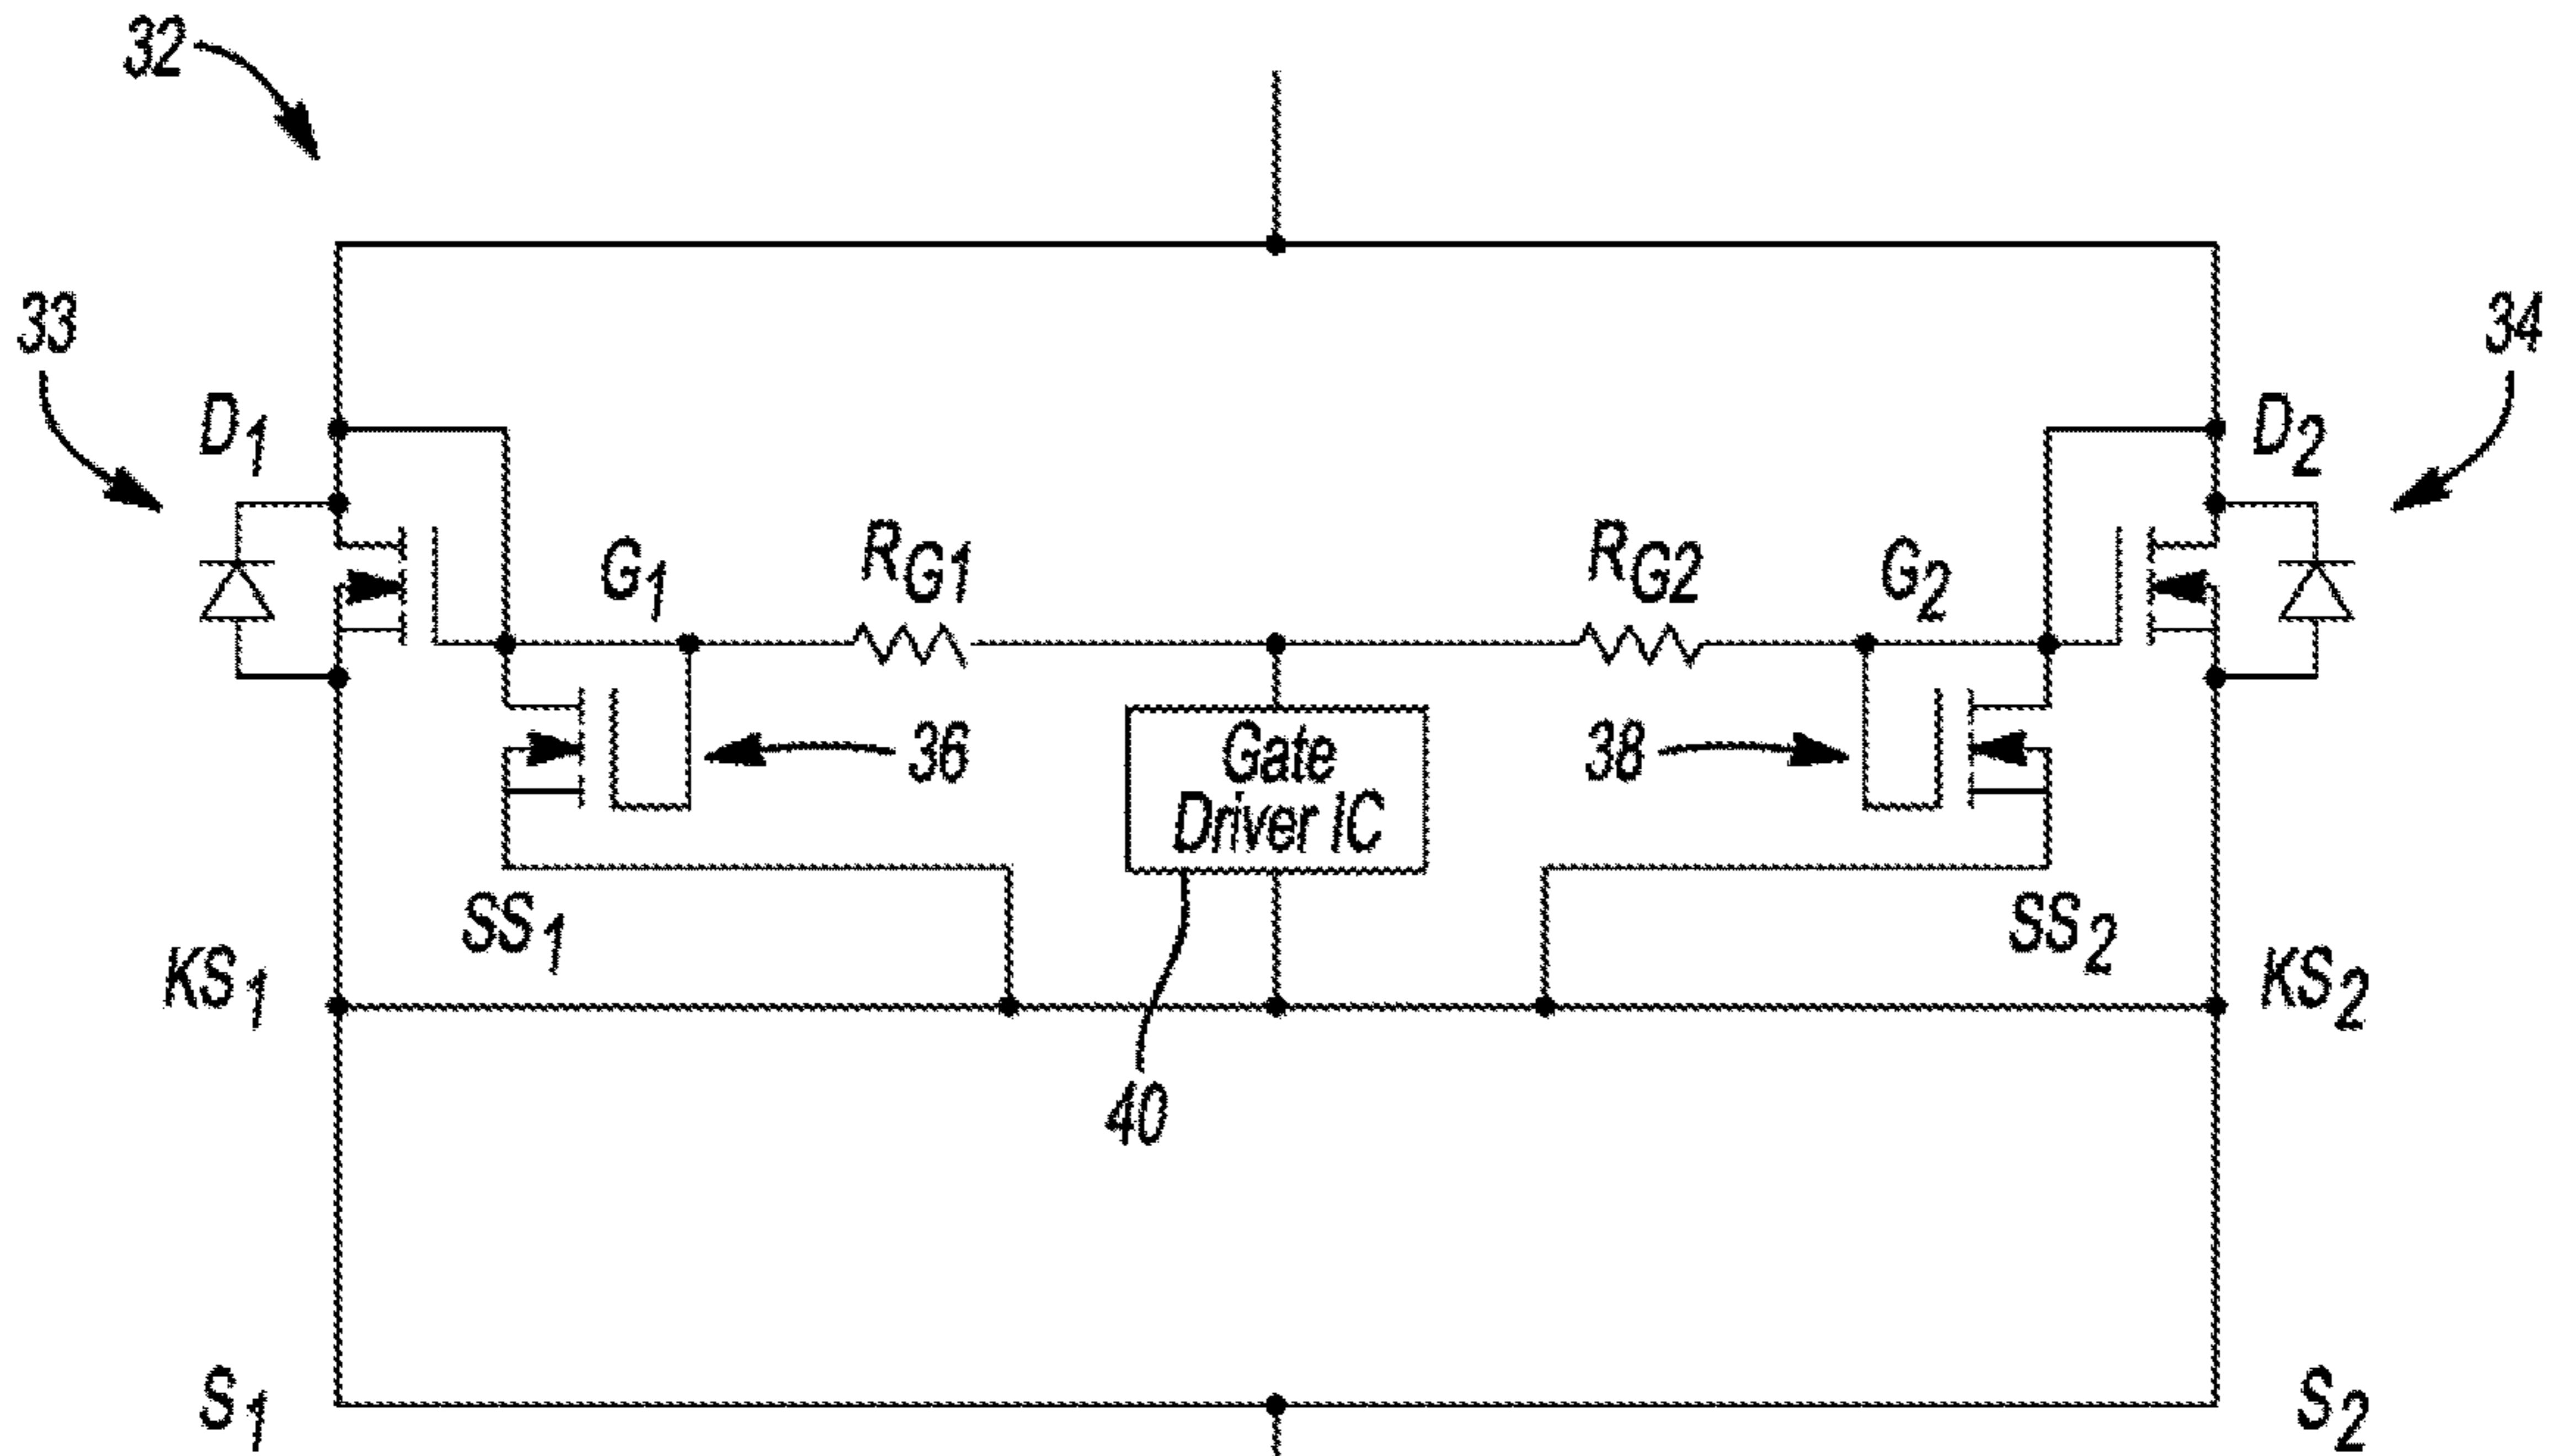 32
33
34
D1
D2
G1
RG1
RG2
G2
36
Gate
Driver IC
38
SS1
SS2
KS1
KS2
40
S1
S2